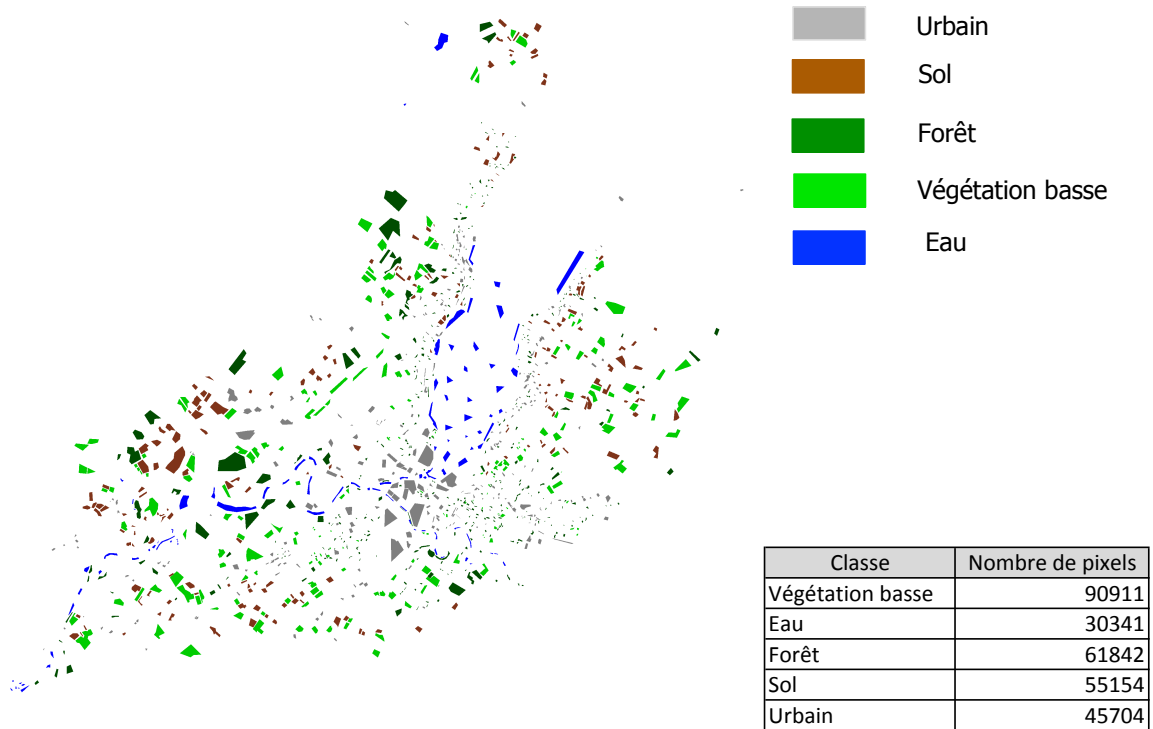 Urbain
Sol
Forêt
Végétation basse
Eau
Classe Nombre de pixels
Végétation basse 90911
Eau 30341
Forêt 61842
Sol 55154
Urbain 45704